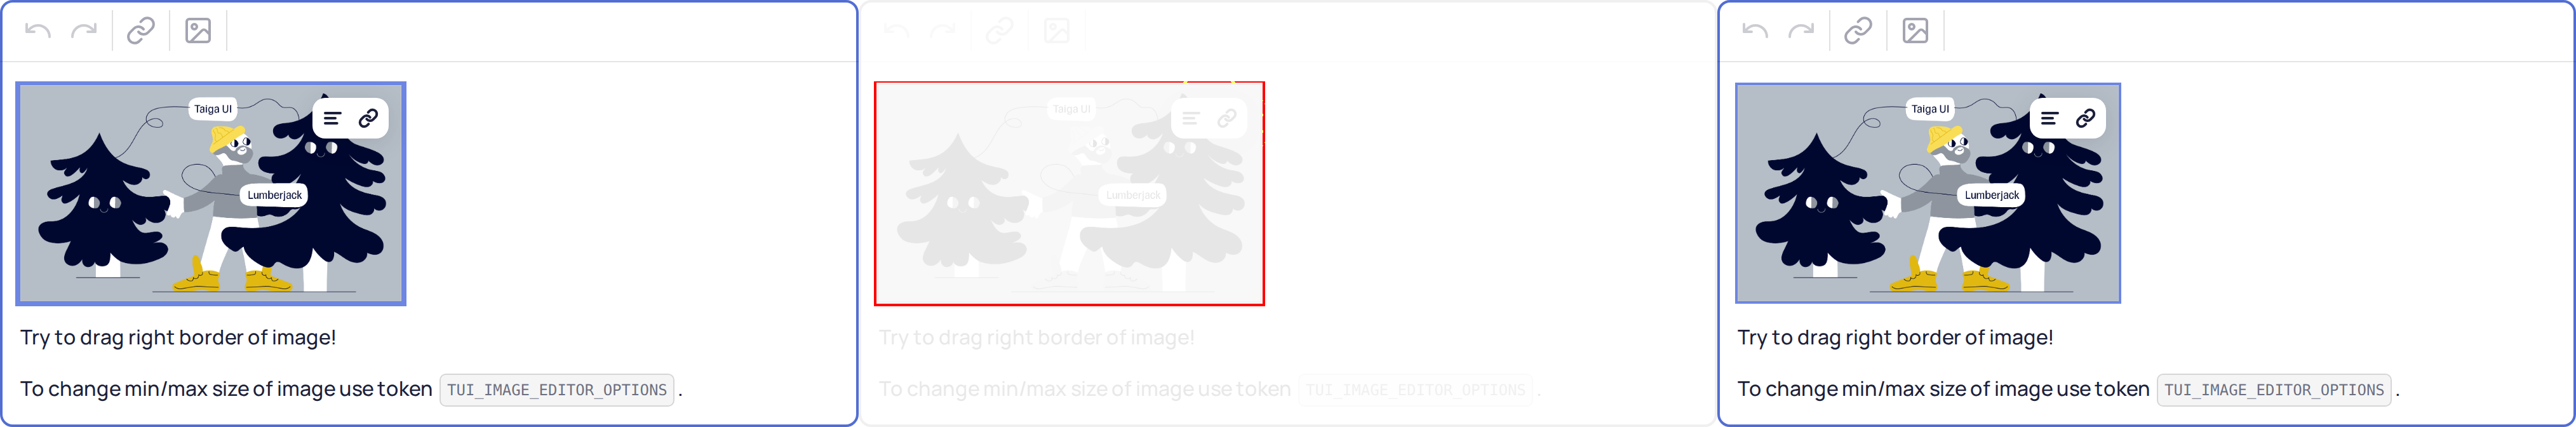 Taiga UI
Lumberjack
Try to drag right border of image!
To change min/max size of image use token TUI_IMAGE_EDITOR_OPTIONS .
Taiga UI
Lumberjack
Try to drag right border of image!
To change min/max size of image use token TUI_IMAGE_EDITOR_OPTIONS .
Taiga UI
Lumberjack
Try to drag right border of image!
To change min/max size of image use token TUI_IMAGE_EDITOR_OPTIONS .